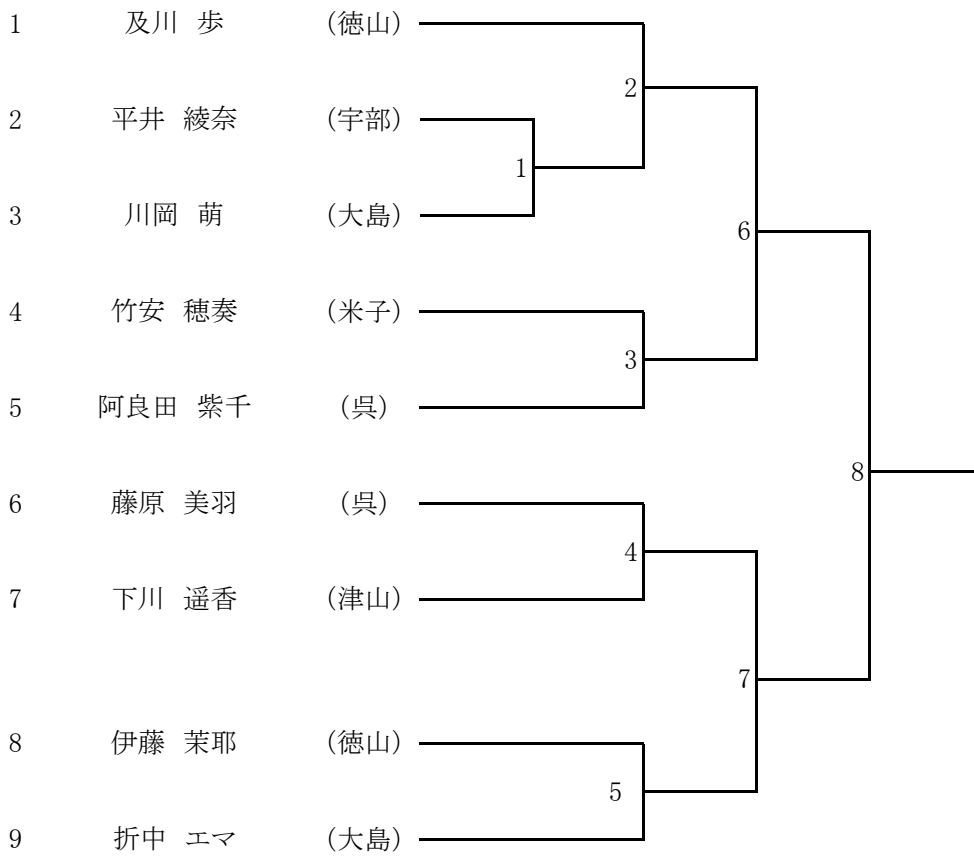 1 及川 歩 （徳山）
2
2 平井 綾奈 （宇部）
1
3 川岡 萌 （大島）
6
4 竹安 穂奏 （米子）
3
5 阿良田 紫千 （呉）
8
6 藤原 美羽 （呉）
4
7 下川 遥香 （津山）
7
8 伊藤 茉耶 （徳山）
5
9 折中 エマ （大島）